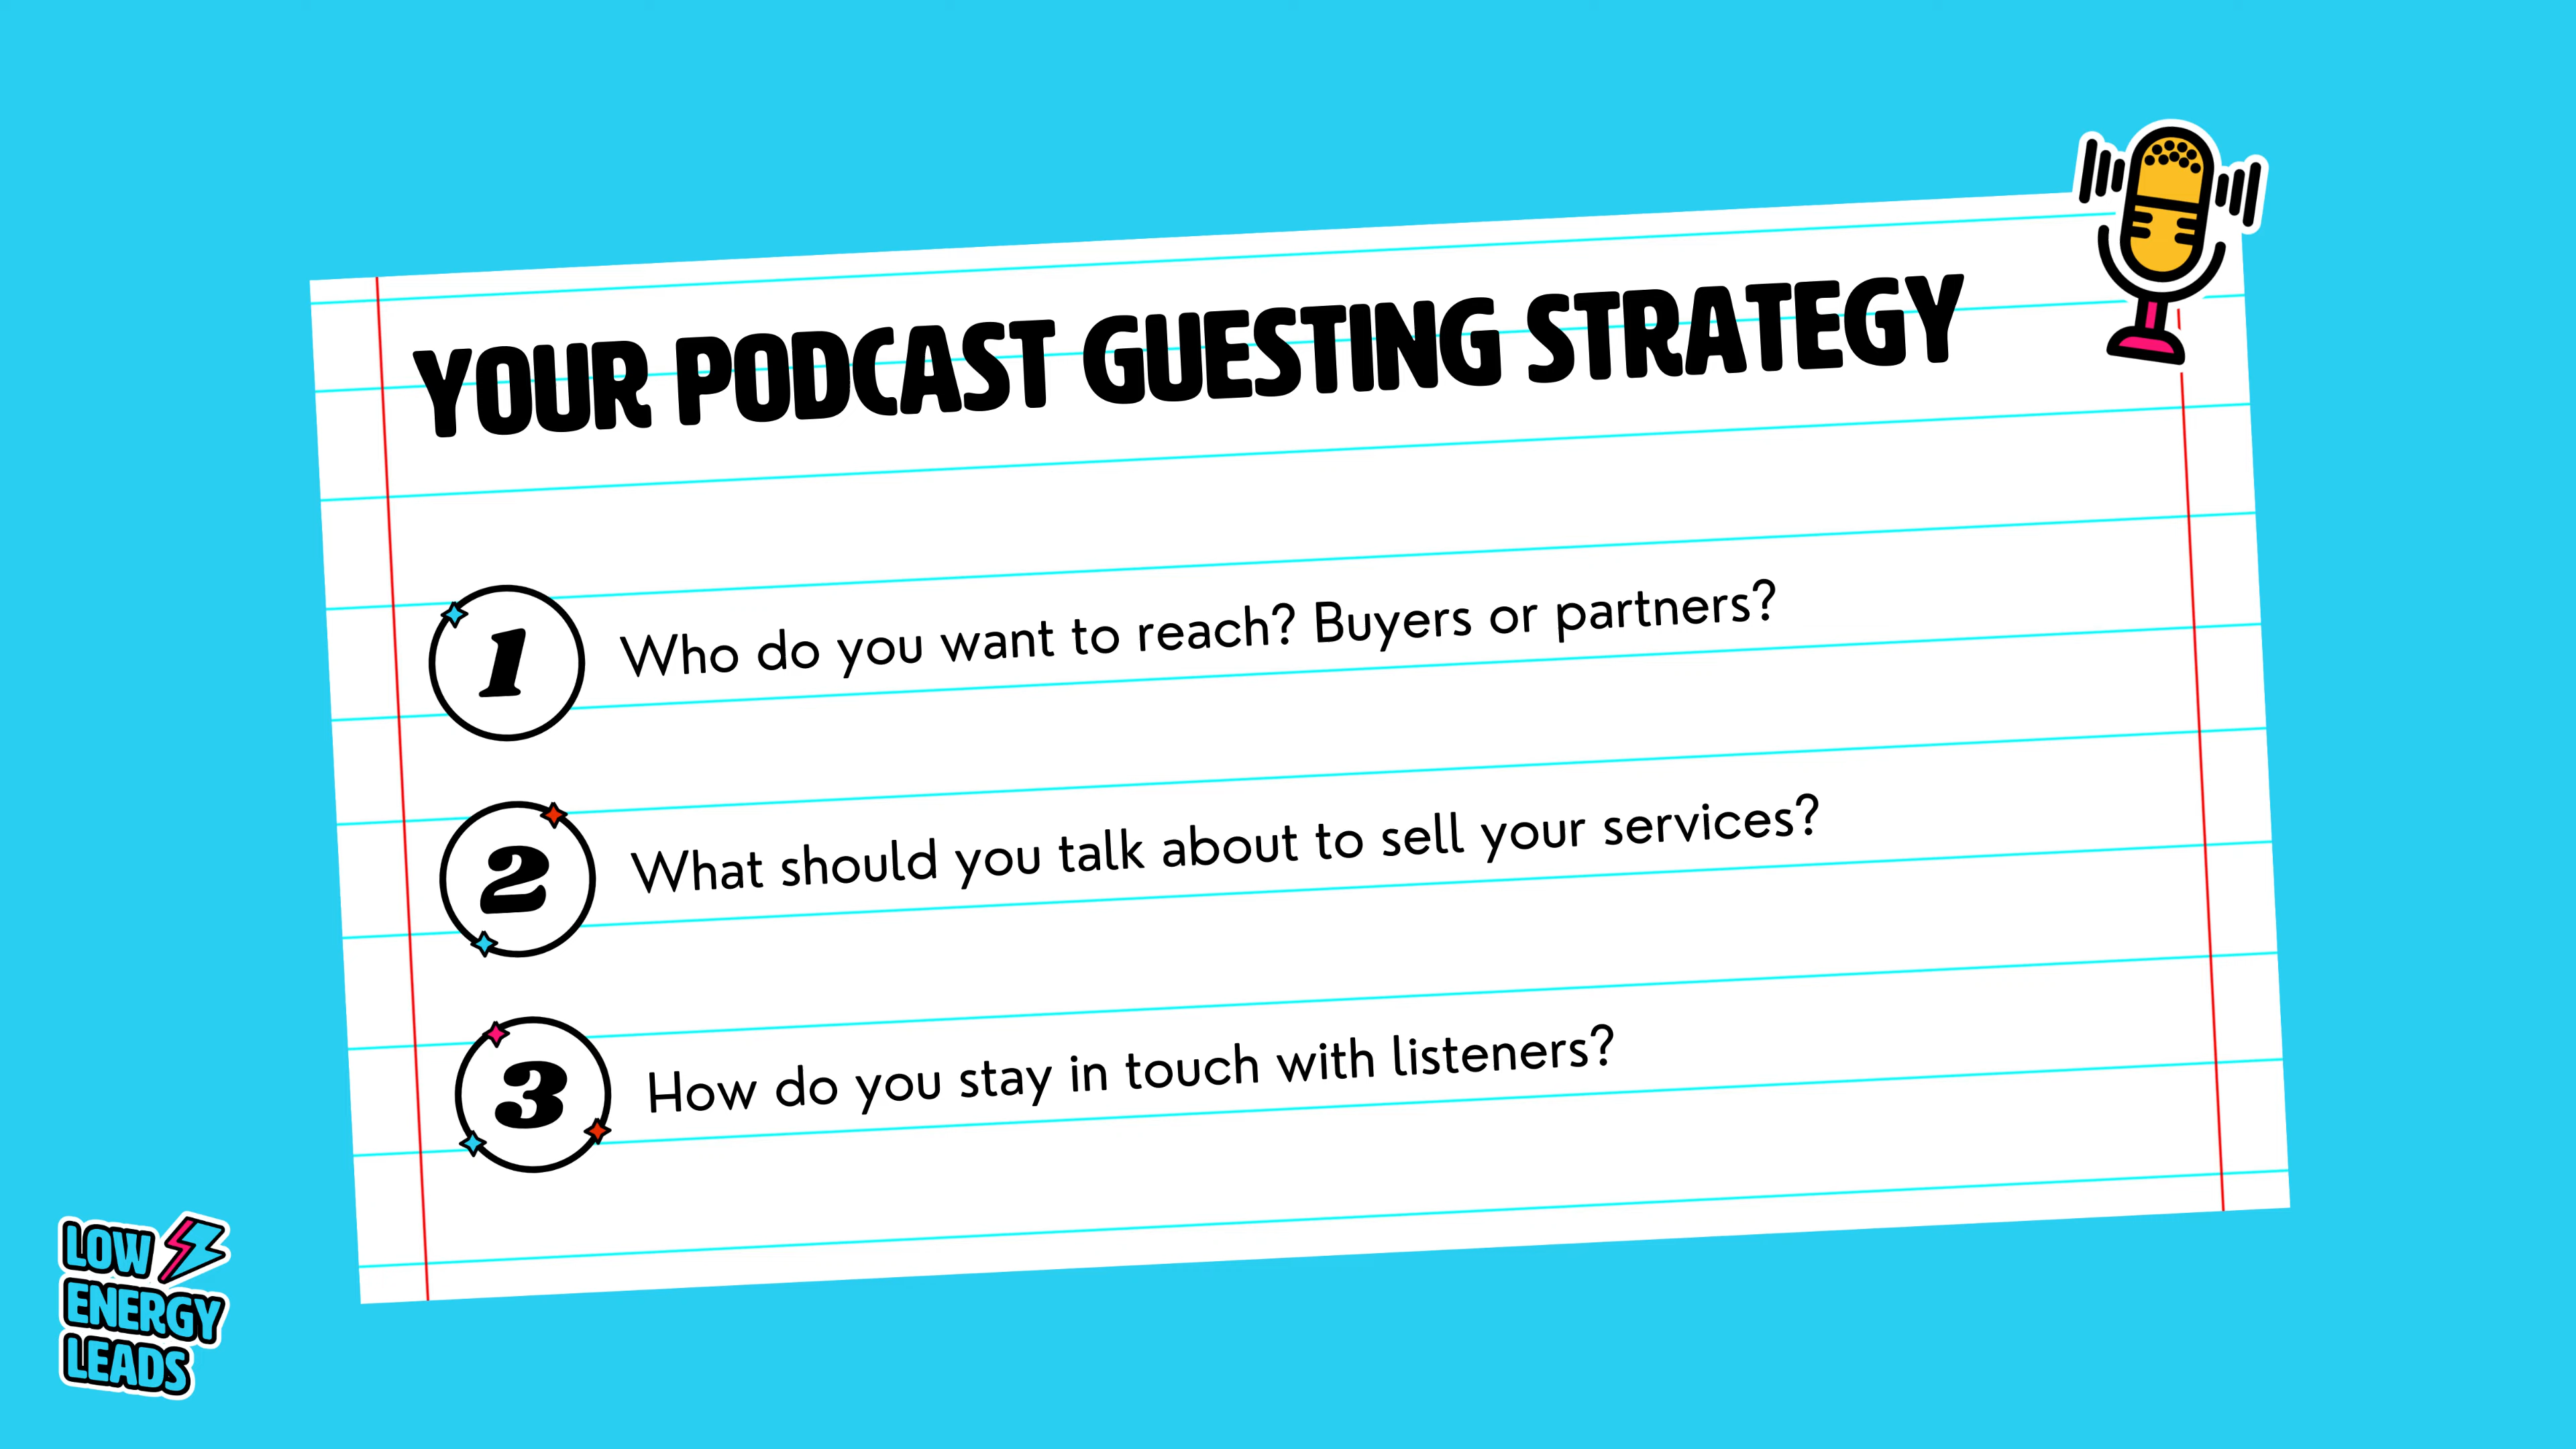 YOUR PODCAST GUESTING STRATEGY
1
Who do you want to reach? Buyers or partners?
2
What should you talk about to sell your services?
3
How do you stay in touch with listeners?
LOW
ENERGY
LEADS